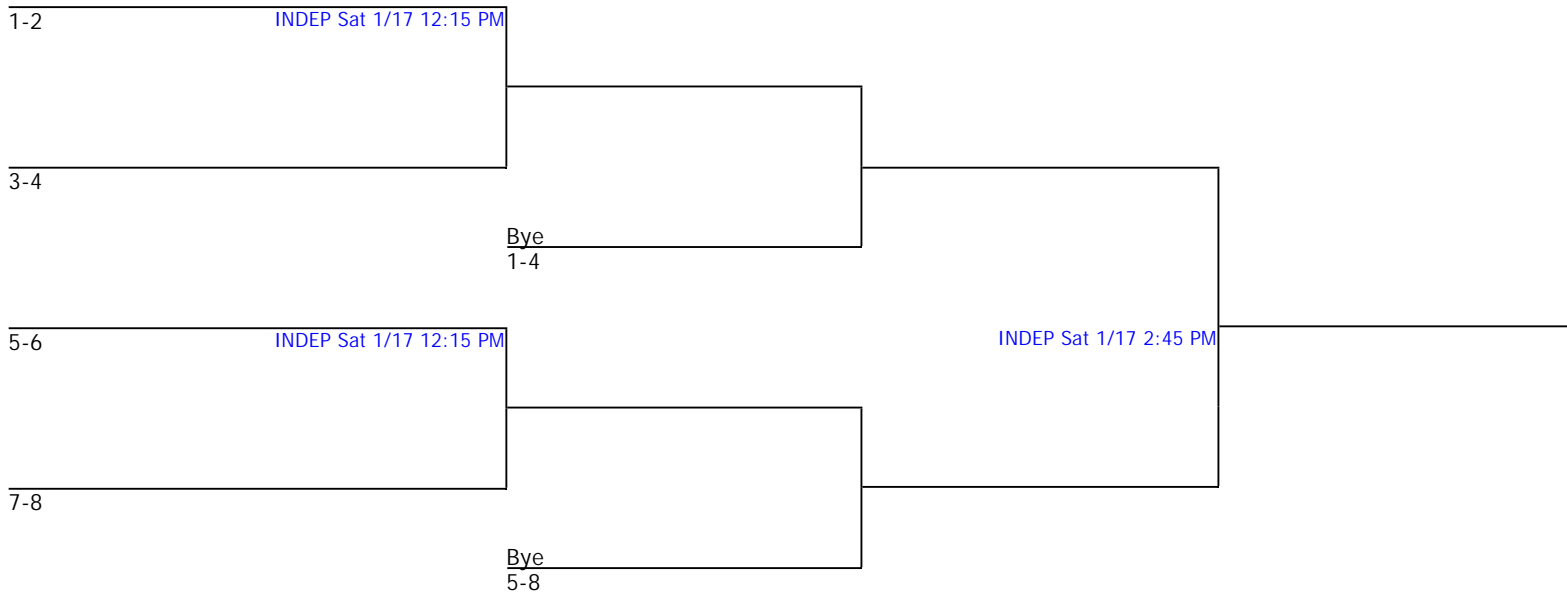 1-2
INDEP Sat 1/17 12:15 PM
3-4
Bye
1-4
5-6
INDEP Sat 1/17 12:15 PM
INDEP Sat 1/17 2:45 PM
7-8
Bye
5-8